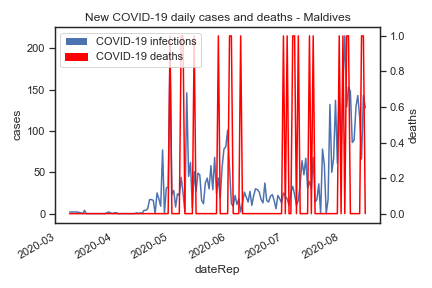 New COVID-19 daily cases and deaths - Maldives
COVID-19 infections
COVID-19 deaths
200
150
100
50
0
cases
1.0
0.8
0.6
0.4
0.2
0.0
deaths
2020-03
2020-04
2020-05
2020-06
2020-07
2020-08
dateRep